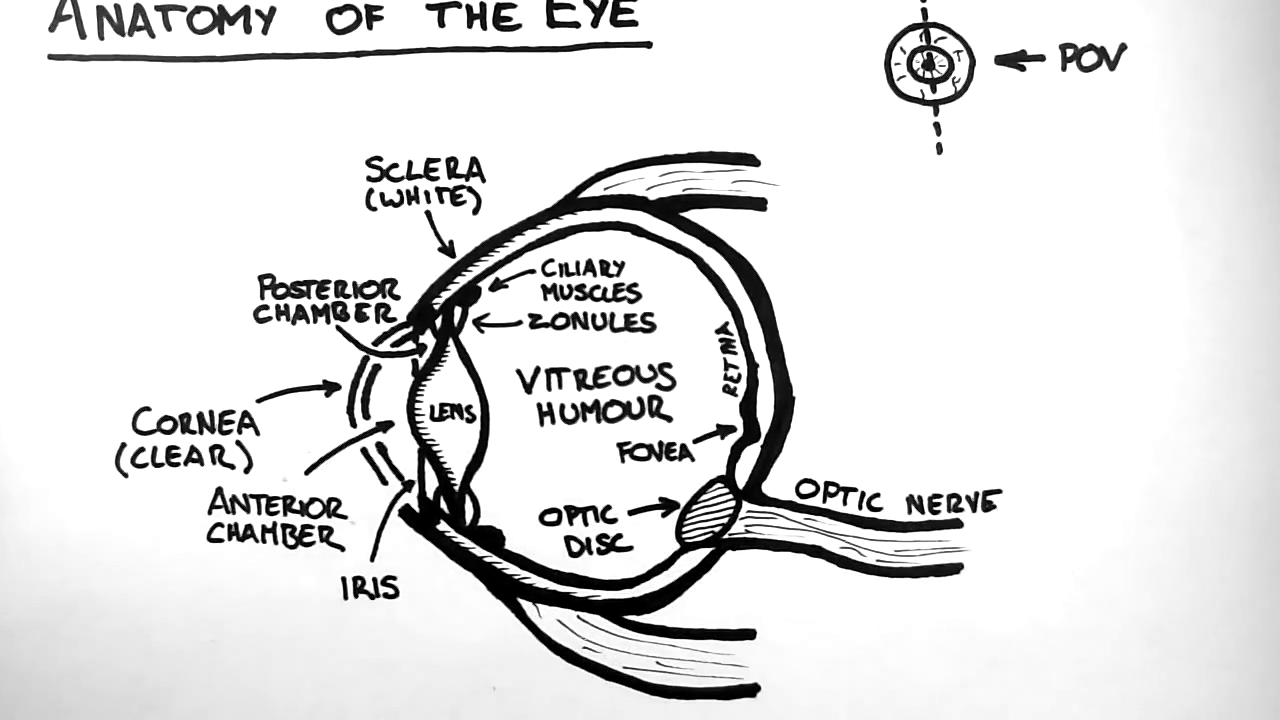 ANATOMY OF THE EYE
POV
SCLERA
(WHITE)
POSTERIOR
CHAMBER
CILIARY
MUSCLES
ZONULES
RETINA
VITREOUS
HUMOUR
LENS
CORNEA
(CLEAR)
FOVEA
ANTERIOR
CHAMBER
OPTIC
DISC
OPTIC NERVE
IRIS